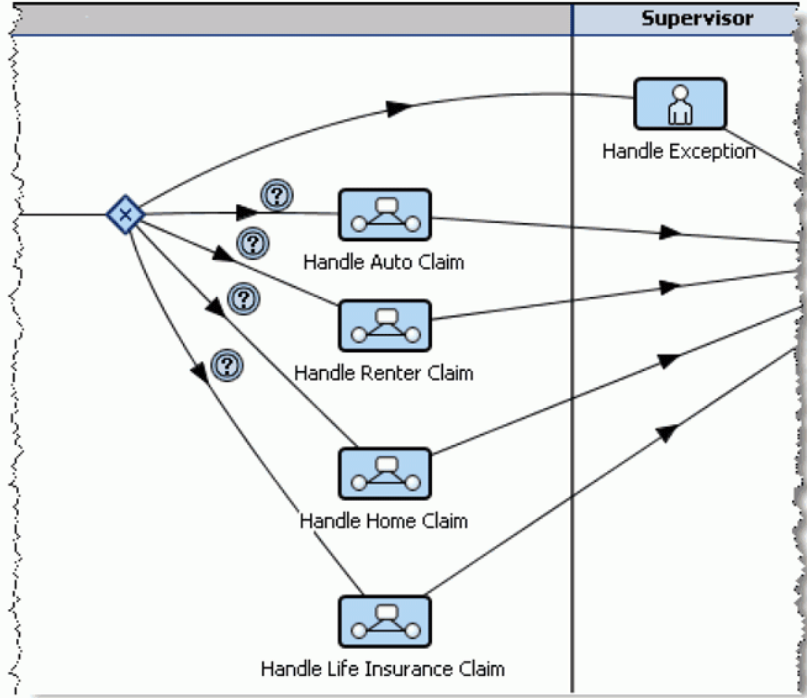 Supervisor
Handle Exception
?
Handle Auto Claim
?
?
Handle Renter Claim
?
Handle Home Claim
Handle Life Insurance Claim